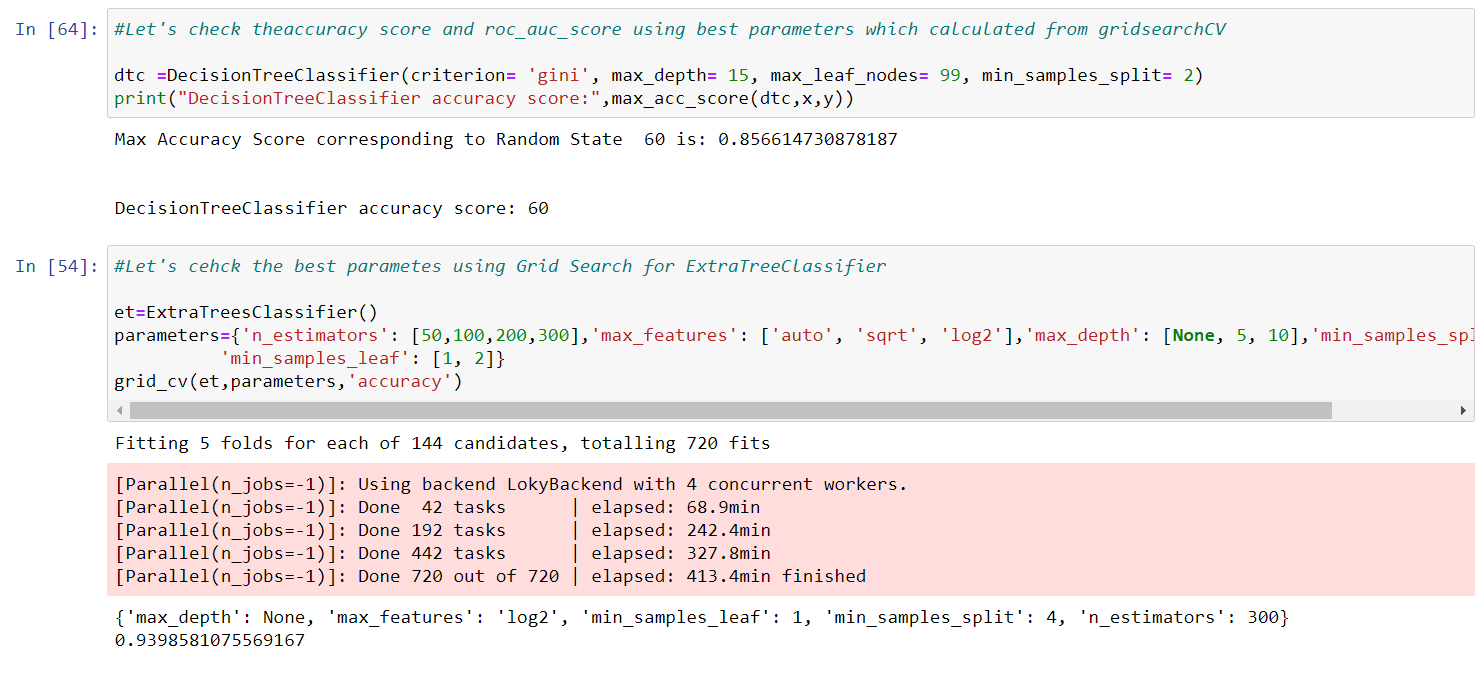 In [64]: #Let's check theaccuracy score and roc_auc_score using best parameters which calculated from gridsearchCV
dtc =DecisionTreeClassifier(criterion= 'gini', max_depth= 15, max_leaf_nodes= 99, min_samples_split= 2)
print("DecisionTreeClassifier accuracy score:",max_acc_score(dtc,x,y))
Max Accuracy Score corresponding to Random State  60 is: 0.856614730878187
DecisionTreeClassifier accuracy score: 60
In [54]: #Let's cehck the best parametes using Grid Search for ExtraTreeClassifier
et=ExtraTreesClassifier()
parameters={'n_estimators': [50,100,200,300],'max_features': ['auto', 'sqrt', 'log2'],'max_depth': [None, 5, 10],'min_samples_spl
'min_samples_leaf': [1, 2]}
grid_cv(et,parameters,'accuracy')
Fitting 5 folds for each of 144 candidates, totalling 720 fits
[Parallel(n_jobs=-1)]: Using backend LokyBackend with 4 concurrent workers.
[Parallel(n_jobs=-1)]: Done  42 tasks      | elapsed: 68.9min
[Parallel(n_jobs=-1)]: Done 192 tasks      | elapsed: 242.4min
[Parallel(n_jobs=-1)]: Done 442 tasks      | elapsed: 327.8min
[Parallel(n_jobs=-1)]: Done 720 out of 720 | elapsed: 413.4min finished
{'max_depth': None, 'max_features': 'log2', 'min_samples_leaf': 1, 'min_samples_split': 4, 'n_estimators': 300}
0.9398581075569167